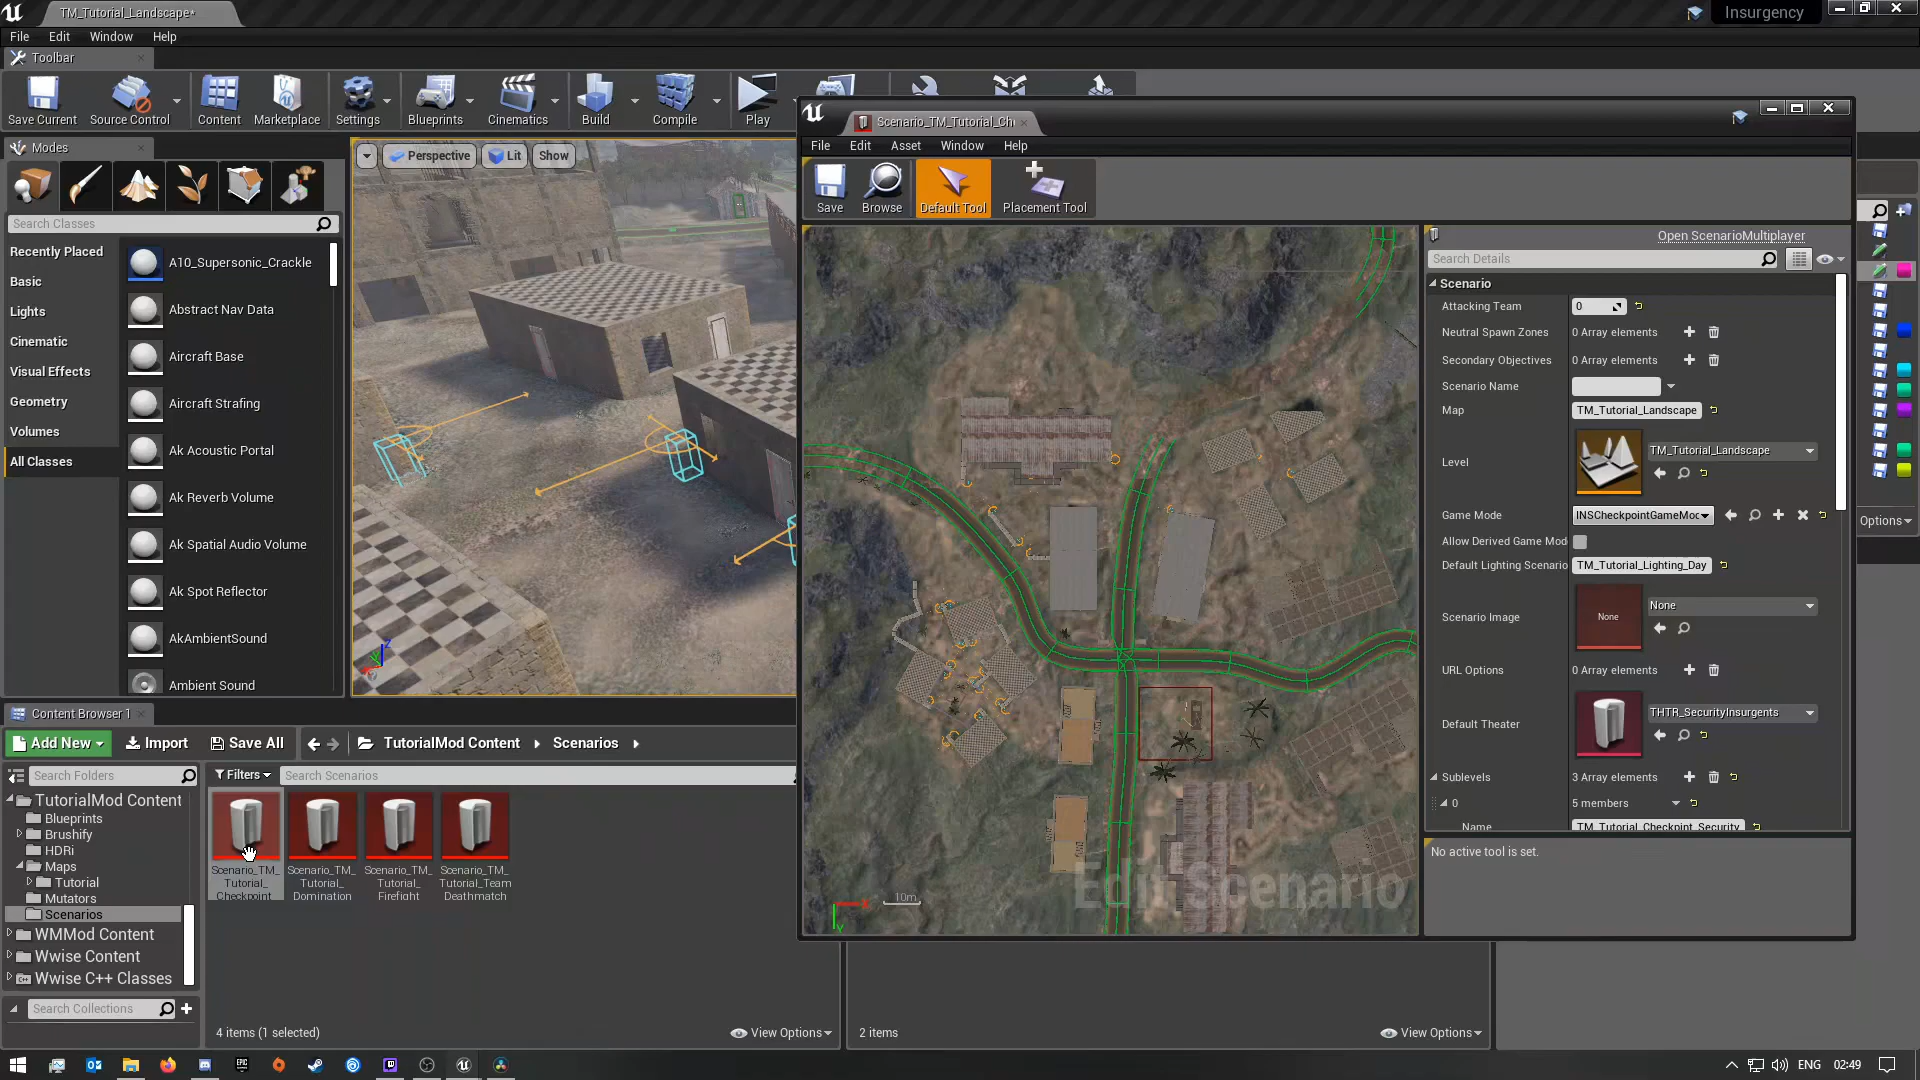 TM_Tutorial_Landscape*
Insurgency
File Edit Window Help
Toolbar
Save Current
Source Control
Content
Marketplace
Settings
Blueprints
Cinematics
Build
Compile
Play
Modes
Search Classes
Recently Placed
Basic
Lights
Cinematic
Visual Effects
Geometry
Volumes
All Classes
A10_Supersonic_Crackle
Abstract Nav Data
Aircraft Base
Aircraft Strafing
Ak Acoustic Portal
Ak Reverb Volume
Ak Spatial Audio Volume
Ak Spot Reflector
AkAmbientSound
Ambient Sound
Perspective
Lit
Show
Scenario_TM_Tutorial_Ch
File Edit Asset Window Help
Save
Browse
Default Tool
Placement Tool
10m
Edit Scenario
Open ScenarioMultiplayer
Search Details
Scenario
Attacking Team 0
Neutral Spawn Zones 0 Array elements
Secondary Objectives 0 Array elements
Scenario Name
Map TM_Tutorial_Landscape
Level TM_Tutorial_Landscape
Game Mode INSCheckpointGameMod
Allow Derived Game Mod
Default Lighting Scenario TM_Tutorial_Lighting_Day
Scenario Image None None
URL Options 0 Array elements
Default Theater THTR_SecurityInsurgents
Sublevels 3 Array elements
0 5 members
Name TM_Tutorial_Checkpint_Security
No active tool is set.
Options
Content Browser 1
Add New
Import
Save All
TutorialMod Content
Scenarios
Search Folders
Filters
Search Scenarios
TutorialMod Content
Blueprints
Brushify
HDRi
Maps
Tutorial
Mutators
Scenarios
WMMod Content
Wwise Content
Wwise C++ Classes
Search Collections
Scenario_TM_
Tutorial_
Checkpoint
Scenario_TM_
Tutorial_
Domination
Scenario_TM_
Tutorial_
Firefight
Scenario_TM_
Tutorial_Team
Deathmatch
4 items (1 selected)
View Options
2 items
View Options
EPIC
ENG
02:49